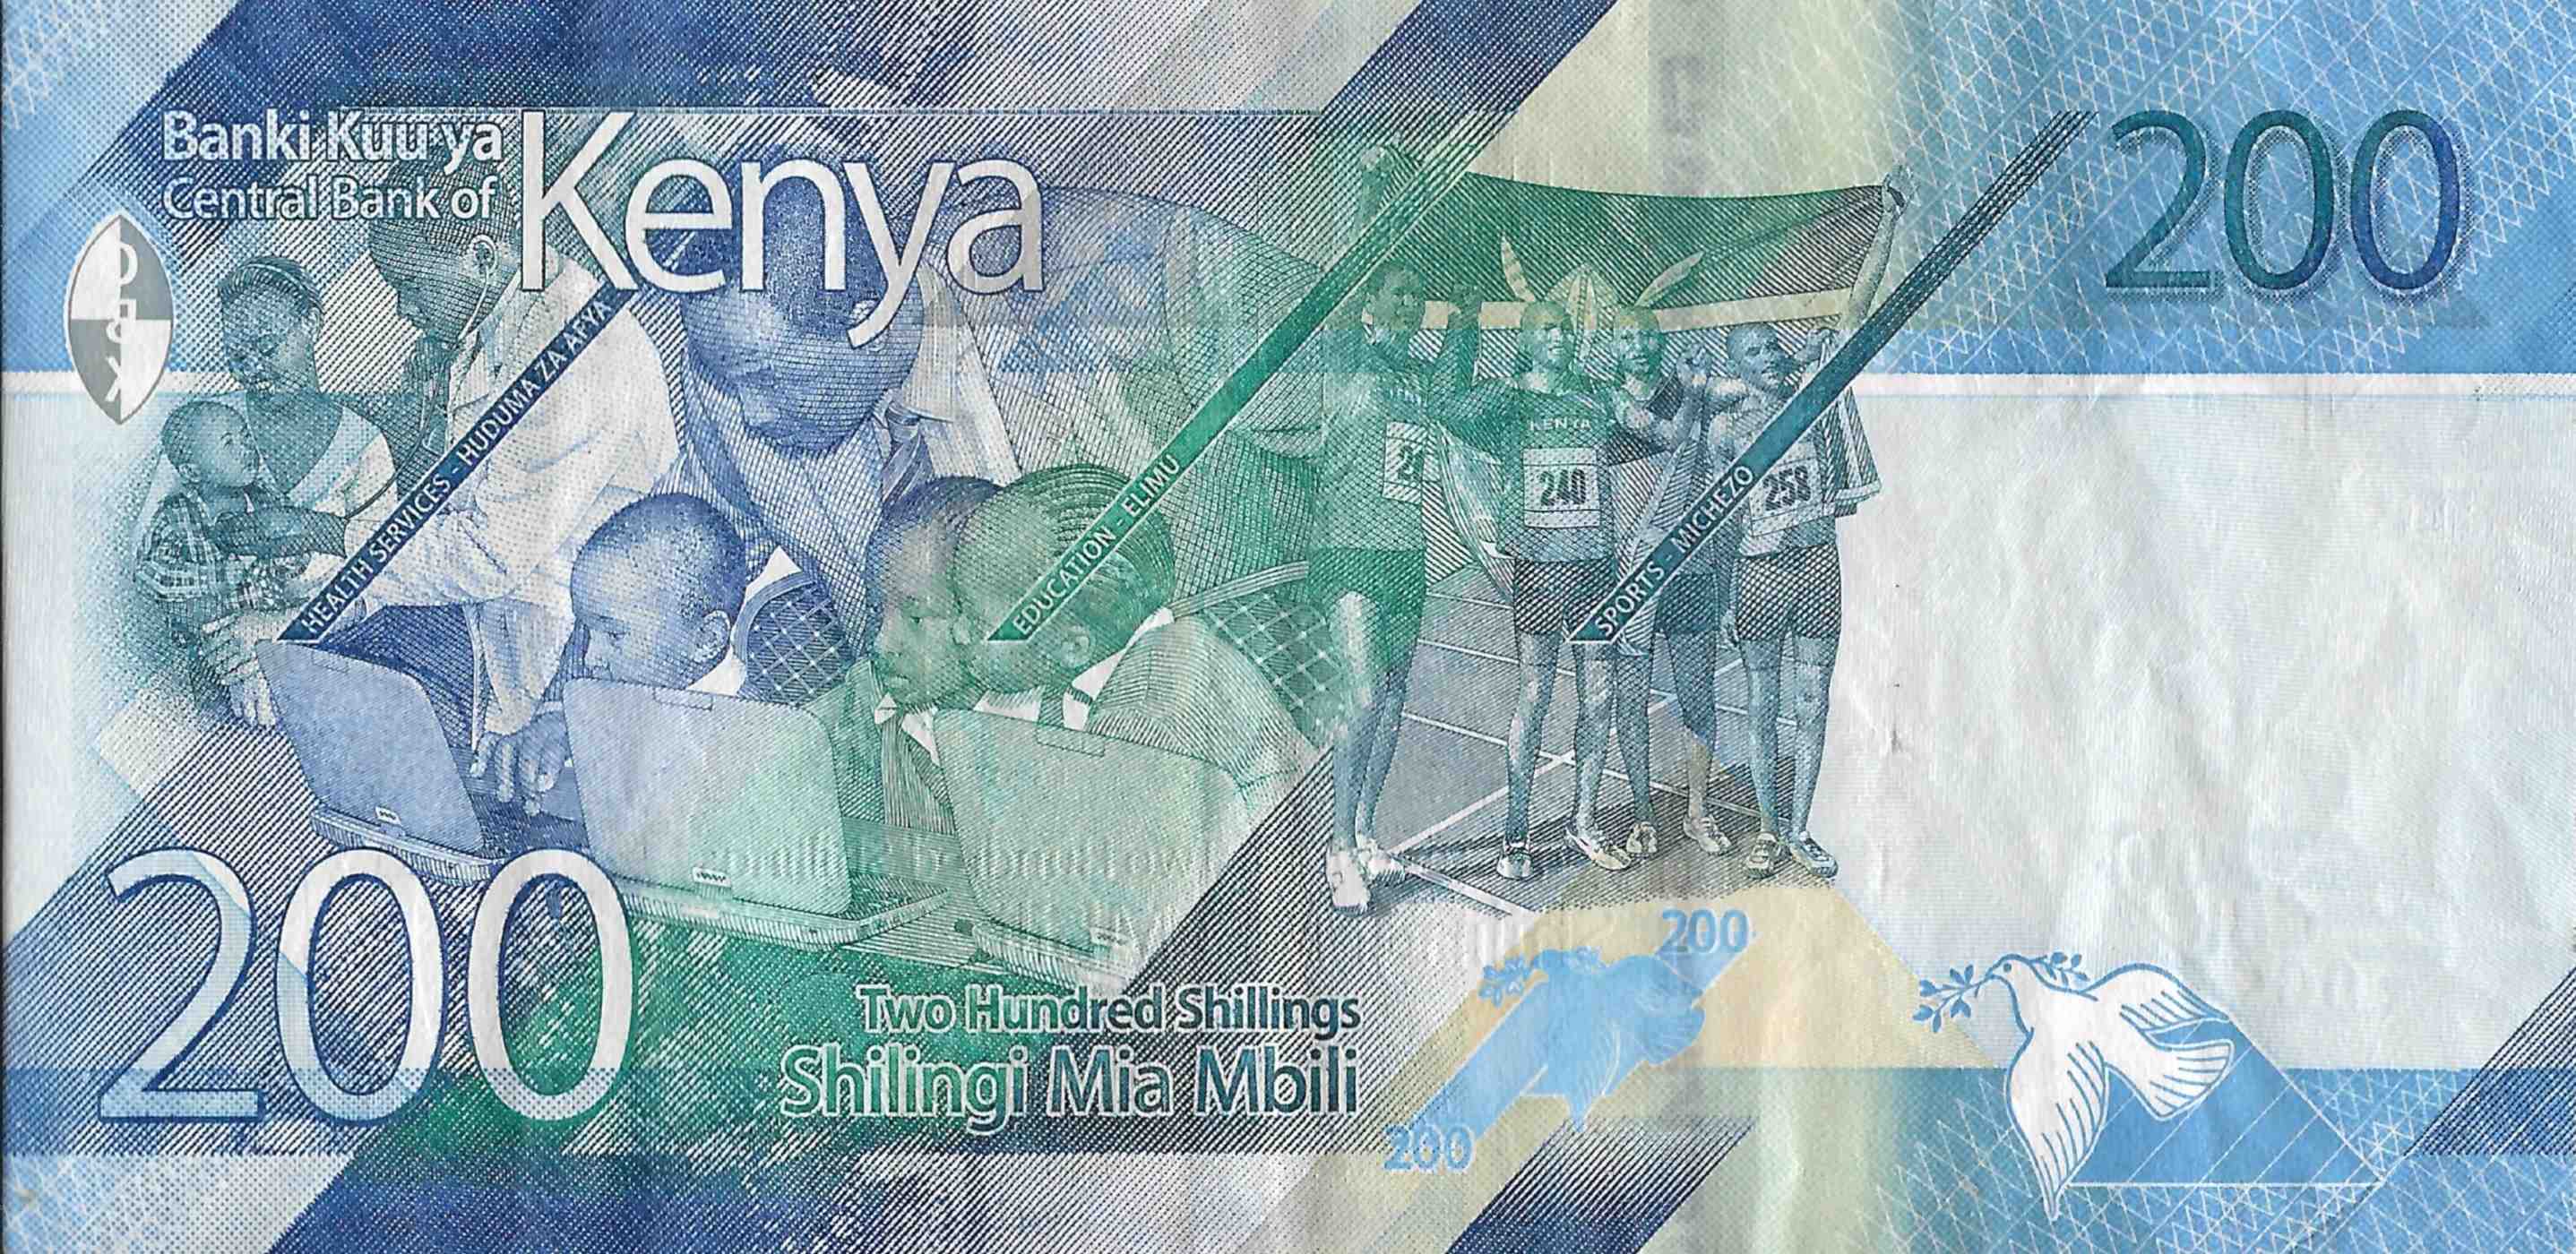 Banki Kuu ya
Central Bank of
Kenya
200
HEALTH SERVICES - HUDUMA ZA AFYA
EDUCATION - ELIMU
SPORTS - MICHEZO
KENYA
240
258
200
Two Hundred Shillings
Shilingi Mia Mbili
200
200